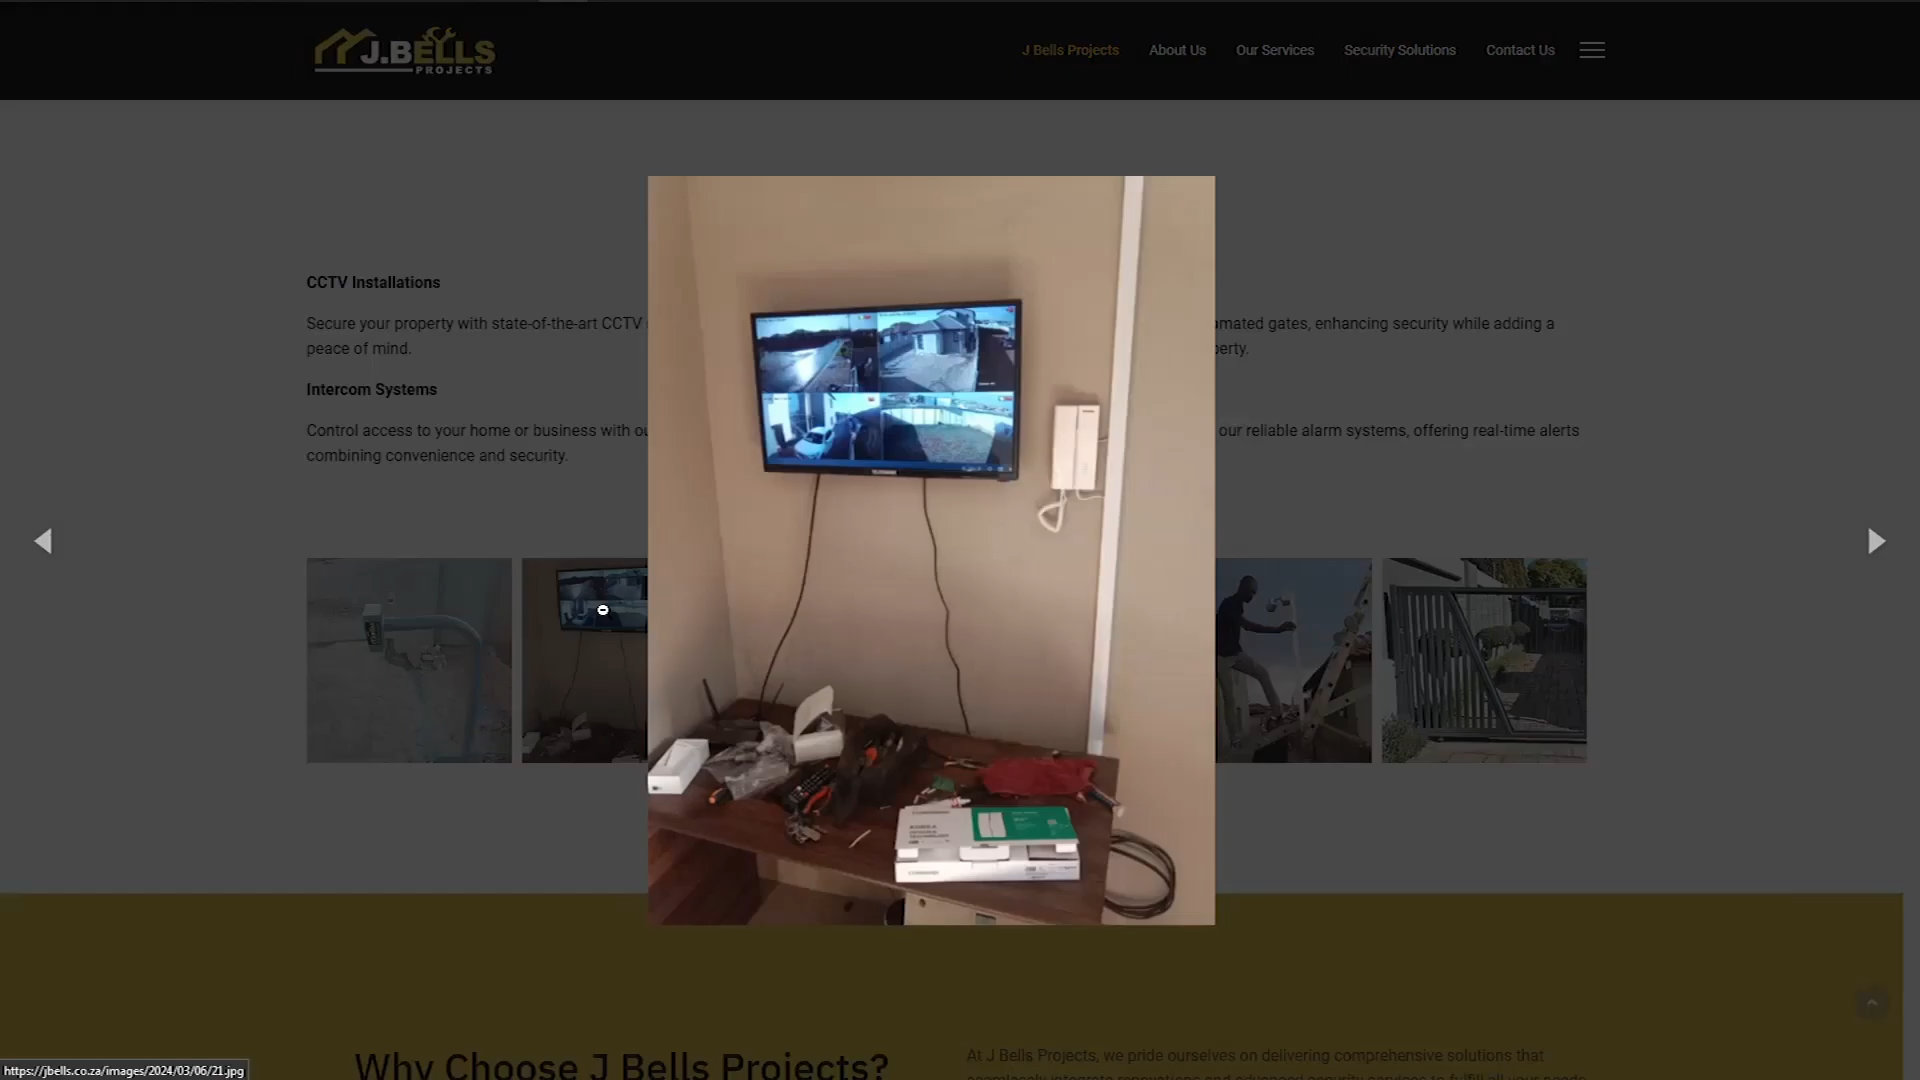 J.BELLS
PROJECTS
J Bells Projects
About Us
Our Services
Security Solutions
Contact Us
CCTV Installations
Secure your property with state-of-the-art CCTV
peace of mind.
Intercom Systems
Control access to your home or business with
combining convenience and security.
gates, enhancing security while adding a
our reliable alarm systems, offering real-time alerts
Why Choose J Bells Projects?
At J Bells Projects, we pride ourselves on delivering comprehensive solutions that
https://jbells.co.za/images/2024/03/06/21.jpg